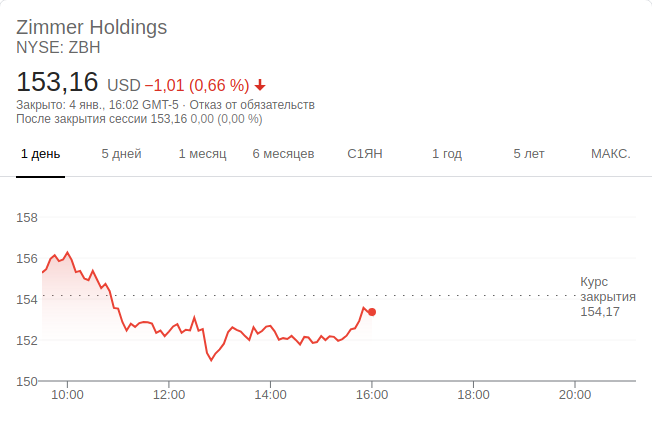 Zimmer Holdings
NYSE: ZBH
153,16 USD −1,01 (0,66 %)
Закрыто: 4 янв., 16:02 GMT-5 · Отказ от обязательств
После закрытия сессии 153,16 0,00 (0,00 %)
1 день 5 дней 1 месяц 6 месяцев С1ЯН 1 год 5 лет МАКС.
158
156
154
152
150
Курс
закрытия
154,17
10:00 12:00 14:00 16:00 18:00 20:00